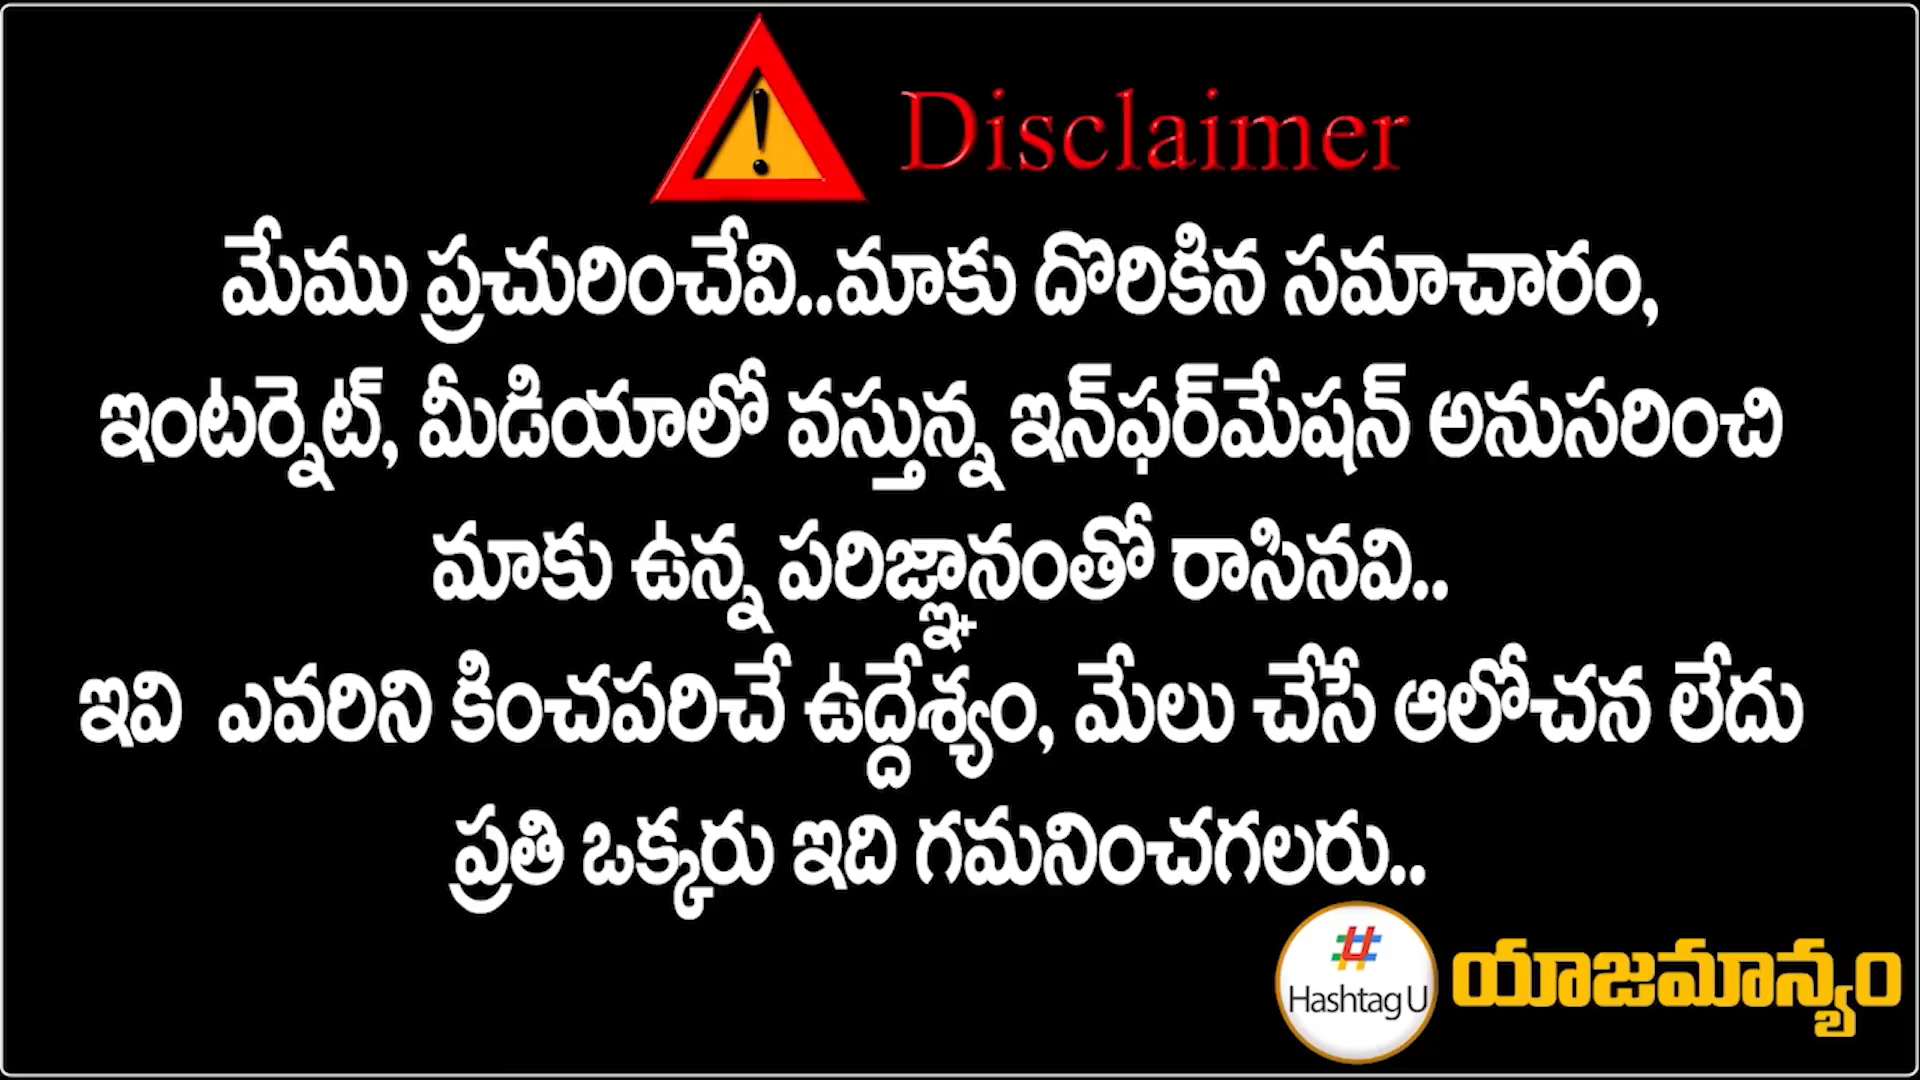 Disclaimer
మేము ప్రచురించేవి..మాకు దొరికిన సమాచారం,
ఇంటర్నెట్, మీడియాలో వస్తున్న ఇన్‌ఫర్‌మేషన్ అనుసరించి
మాకు ఉన్న పరిజ్ఞానంతో రాసినవి..
ఇవి ఎవరిని కించపరిచే ఉద్దేశ్యం, మేలు చేసే ఆలోచన లేదు
ప్రతి ఒక్కరు ఇది గమనించగలరు..
# Hashtag U యాజమాన్యం